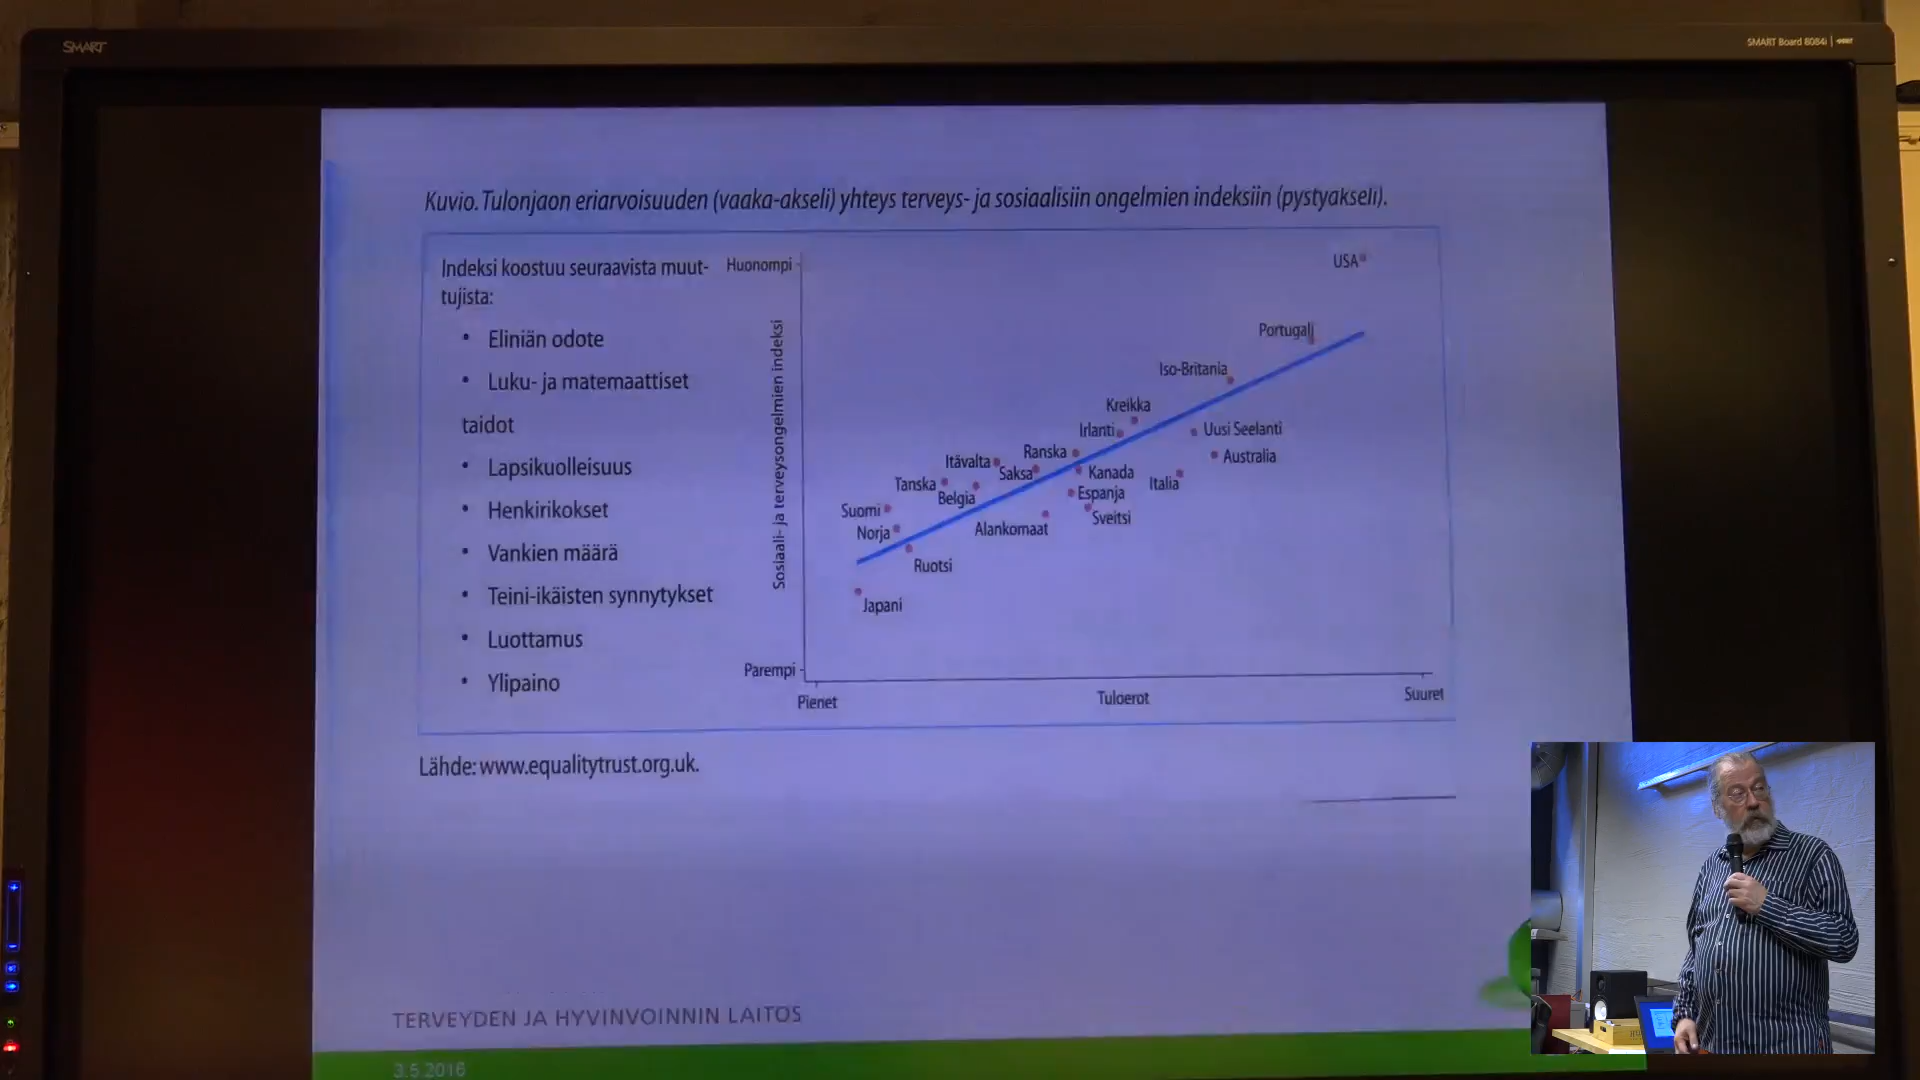 SMART
SMART Board 8084i
Kuvio. Tulonjaon eriarvoisuuden (vaaka-akseli) yhteys terveys- ja sosiaalisiin ongelmien indeksiin (pystyakseli).
Indeksi koostuu seuraavista muut-
tujista:
• Eliniän odote
• Luku- ja matemaattiset
taidot
• Lapsikuolleisuus
• Henkirikokset
• Vankien määrä
• Teini-ikäisten synnytykset
• Luottamus
• Ylipaino
Huonompi
Sosiaali- ja terveysongelmien indeksi
Parempi
USA
Portugali
Iso-Britania
Kreikka
Irlanti
Uusi Seelanti
Ranska
Australia
Itävalta
Saksa
Kanada
Italia
Tanska
Belgia
Espanja
Suomi
Sveitsi
Norja
Alankomaat
Ruotsi
Japani
Pienet
Tuloerot
Suuret
Lähde: www.equalitytrust.org.uk.
TERVEYDEN JA HYVINVOINNIN LAITOS
3.5.2016